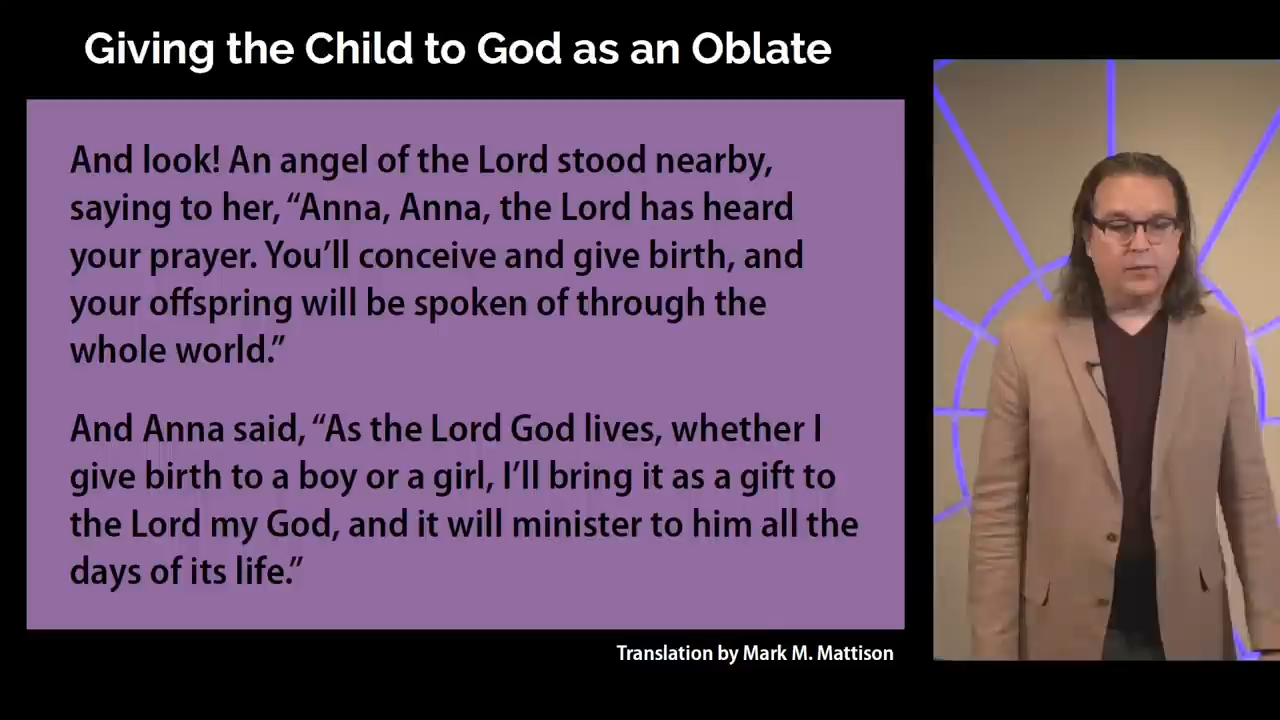 Giving the Child to God as an Oblate
And look! An angel of the Lord stood nearby,
saying to her, “Anna, Anna, the Lord has heard
your prayer. You’ll conceive and give birth, and
your offspring will be spoken of through the
whole world.”
And Anna said, “As the Lord God lives, whether I
give birth to a boy or a girl, I’ll bring it as a gift to
the Lord my God, and it will minister to him all the
days of its life.”
Translation by Mark M. Mattison